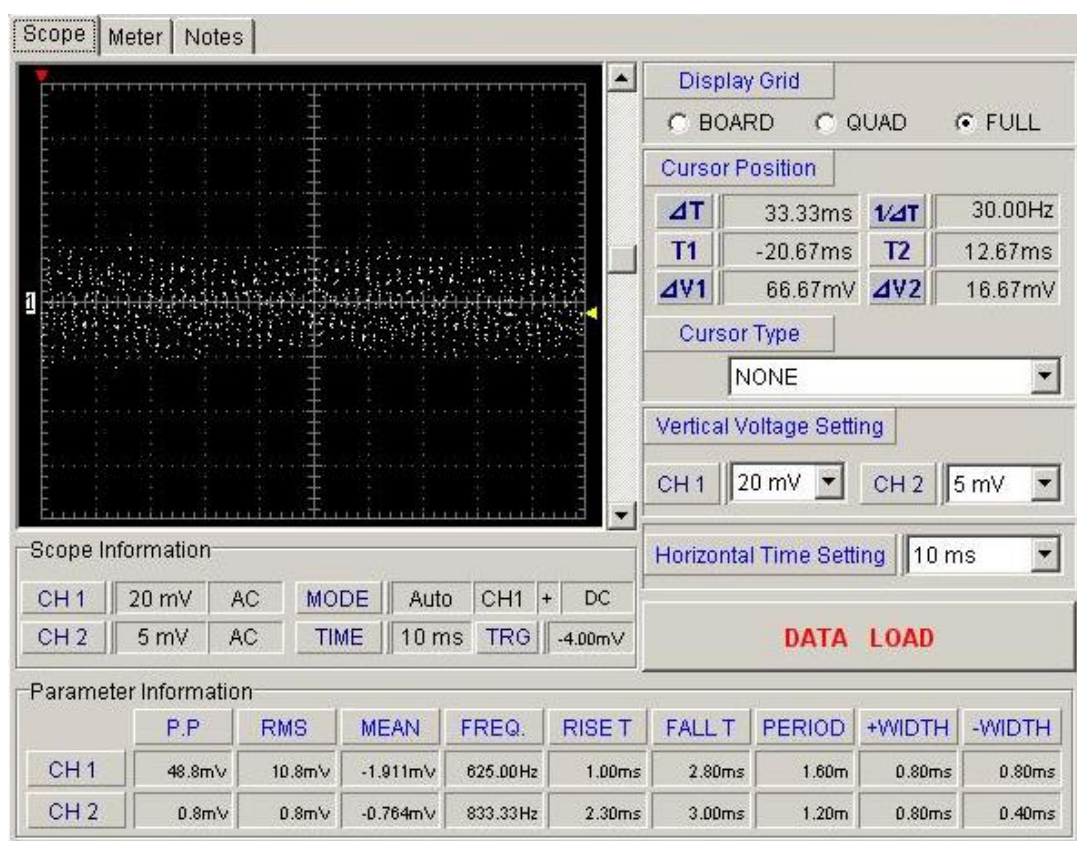 Scope Meter Notes
Display Grid
BOARD QUAD FULL
Cursor Position
⊿T 33.33ms 1/⊿T 30.00Hz
T1 -20.67ms T2 12.67ms
⊿V1 66.67mV ⊿V2 16.67mV
1
Cursor Type
NONE
Vertical Voltage Setting
CH 1 20 mV CH 2 5 mV
Horizontal Time Setting 10 ms
DATA LOAD
Scope Information
CH 1 20 mV AC MODE Auto CH1 + DC
CH 2 5 mV AC TIME 10 ms TRG -4.00mV
Parameter Information
P.P RMS MEAN FREQ. RISE T FALL T PERIOD +WIDTH -WIDTH
CH 1 48.8mV 10.8mV -1.911mV 625.00Hz 1.00ms 2.80ms 1.60m 0.80ms 0.80ms
CH 2 0.8mV 0.8mV -0.764mV 833.33Hz 2.30ms 3.00ms 1.20m 0.80ms 0.40ms